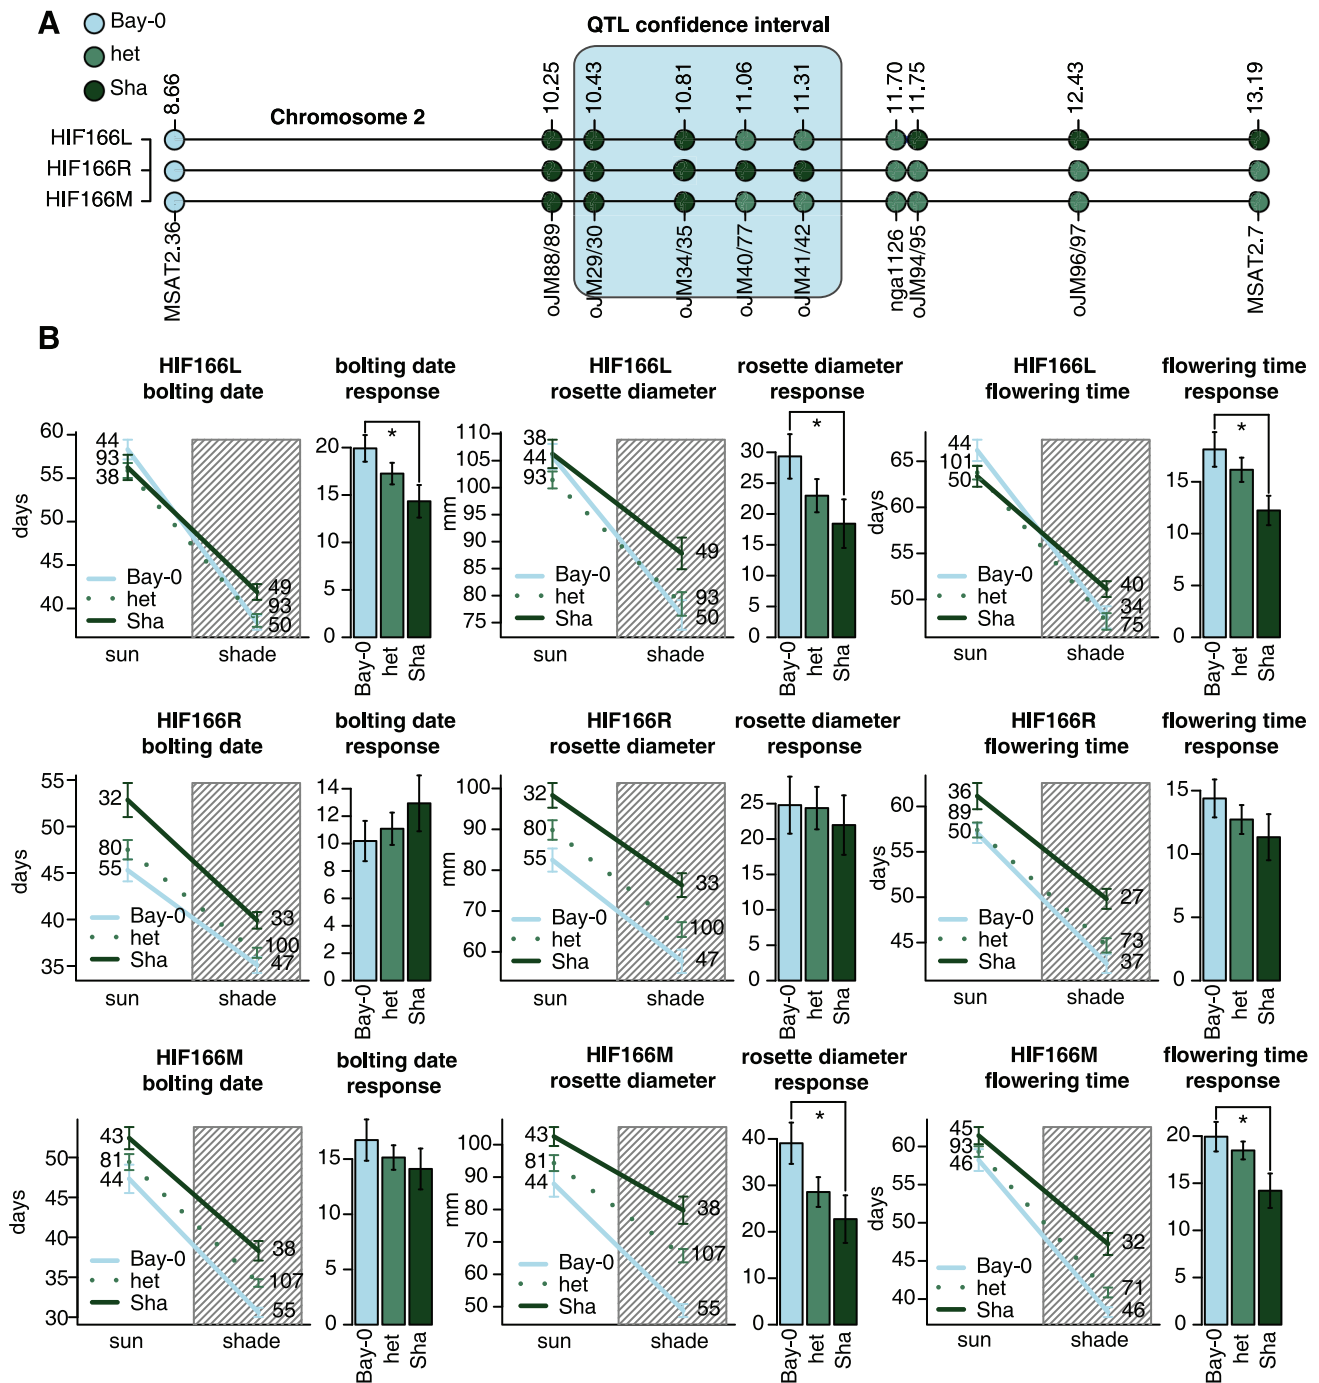 A
Bay-0
het
Sha
QTL confidence interval
Chromosome 2
8.66
10.25
10.43
10.81
11.06
11.31
11.70
11.75
12.43
13.19
HIF166L
HIF166R
HIF166M
MSAT2.36
oJM88/89
oJM29/30
oJM34/35
oJM40/77
oJM41/42
nga1126
oJM94/95
oJM96/97
MSAT2.7
B
HIF166L
bolting date
60
55
50
45
40
days
44
93
38
49
93
50
Bay-0
het
Sha
sun
shade
bolting date
response
*
20
15
10
5
0
Bay-0
het
Sha
HIF166L
rosette diameter
110
105
100
95
90
85
80
75
mm
38
44
93
49
93
50
Bay-0
het
Sha
sun
shade
rosette diameter
response
*
30
25
20
15
10
5
0
Bay-0
het
Sha
HIF166L
flowering time
65
60
55
50
days
44
101
50
40
34
75
Bay-0
het
Sha
sun
shade
flowering time
response
*
15
10
5
0
Bay-0
het
Sha
HIF166R
bolting date
55
50
45
40
35
days
32
80
55
33
100
47
Bay-0
het
Sha
sun
shade
bolting date
response
14
12
10
8
6
4
2
0
Bay-0
het
Sha
HIF166R
rosette diameter
100
90
80
70
60
mm
32
80
55
33
100
47
Bay-0
het
Sha
sun
shade
rosette diameter
response
25
20
15
10
5
0
Bay-0
het
Sha
HIF166R
flowering time
60
55
50
45
days
36
89
50
27
73
37
Bay-0
het
Sha
sun
shade
flowering time
response
15
10
5
0
Bay-0
het
Sha
HIF166M
bolting date
50
45
40
35
30
days
43
81
44
38
107
55
Bay-0
het
Sha
sun
shade
bolting date
response
15
10
5
0
Bay-0
het
Sha
HIF166M
rosette diameter
100
90
80
70
60
50
mm
43
81
44
38
107
55
Bay-0
het
Sha
sun
shade
rosette diameter
response
*
40
30
20
10
0
Bay-0
het
Sha
HIF166M
flowering time
60
55
50
45
40
days
45
93
46
32
71
46
Bay-0
het
Sha
sun
shade
flowering time
response
*
20
15
10
5
0
Bay-0
het
Sha